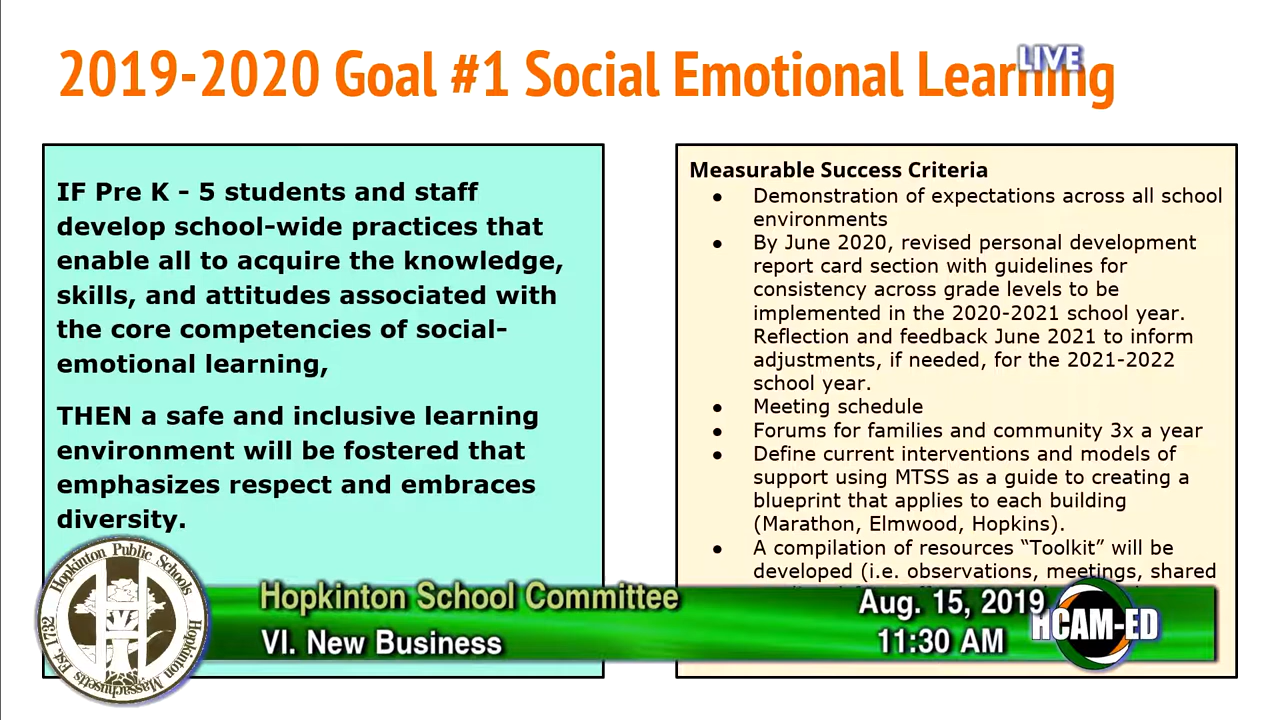 2019-2020 Goal #1 Social Emotional Learning
LIVE
IF Pre K - 5 students and staff
develop school-wide practices that
enable all to acquire the knowledge,
skills, and attitudes associated with
the core competencies of social-
emotional learning,
THEN a safe and inclusive learning
environment will be fostered that
emphasizes respect and embraces
diversity.
Measurable Success Criteria
● Demonstration of expectations across all school
environments
● By June 2020, revised personal development
report card section with guidelines for
consistency across grade levels to be
implemented in the 2020-2021 school year.
Reflection and feedback June 2021 to inform
adjustments, if needed, for the 2021-2022
school year.
● Meeting schedule
● Forums for families and community 3x a year
● Define current interventions and models of
support using MTSS as a guide to creating a
blueprint that applies to each building
(Marathon, Elmwood, Hopkins).
● A compilation of resources “Toolkit” will be
developed (i.e. observations, meetings, shared
Hopkinton Public Schools
Hopkinton Massachusetts Est. 1732
H
Hopkinton School Committee
VI. New Business
Aug. 15, 2019
11:30 AM
HCAM-ED